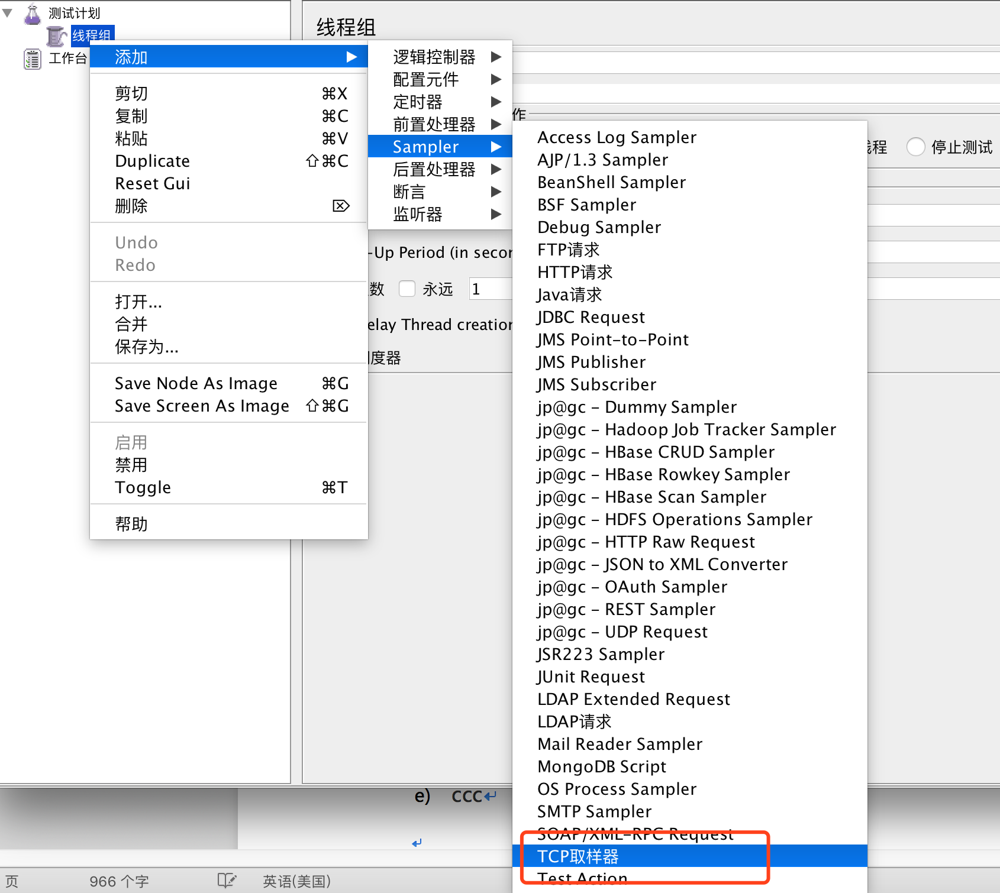 测试计划
线程组
工作台
线程组
添加
剪切 ⌘X
复制 ⌘C
粘贴 ⌘V
Duplicate ⇧⌘C
Reset Gui
删除 ⌦
Undo
Redo
打开...
合并
保存为...
Save Node As Image ⌘G
Save Screen As Image ⇧⌘G
启用
禁用
Toggle ⌘T
帮助
逻辑控制器
配置元件
定时器
前置处理器
Sampler
后置处理器
断言
监听器
作
线程 停止测试
-Up Period (in secon
数 永远 1
elay Thread creation
度器
Access Log Sampler
AJP/1.3 Sampler
BeanShell Sampler
BSF Sampler
Debug Sampler
FTP请求
HTTP请求
Java请求
JDBC Request
JMS Point-to-Point
JMS Publisher
JMS Subscriber
jp@gc - Dummy Sampler
jp@gc - Hadoop Job Tracker Sampler
jp@gc - HBase CRUD Sampler
jp@gc - HBase Rowkey Sampler
jp@gc - HBase Scan Sampler
jp@gc - HDFS Operations Sampler
jp@gc - HTTP Raw Request
jp@gc - JSON to XML Converter
jp@gc - OAuth Sampler
jp@gc - REST Sampler
jp@gc - UDP Request
JSR223 Sampler
JUnit Request
LDAP Extended Request
LDAP请求
Mail Reader Sampler
MongoDB Script
OS Process Sampler
SMTP Sampler
SOAP/XML-RPC Request
TCP取样器
Test Action
e) CCC↵
↵
页 966 个字 英语(美国)